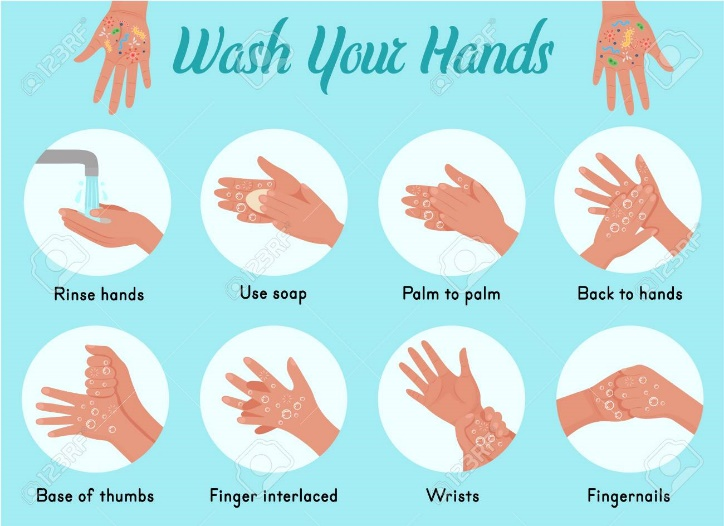 Wash Your Hands
Rinse hands
Use soap
Palm to palm
Back to hands
Base of thumbs
Finger interlaced
Wrists
Fingernails
123RF